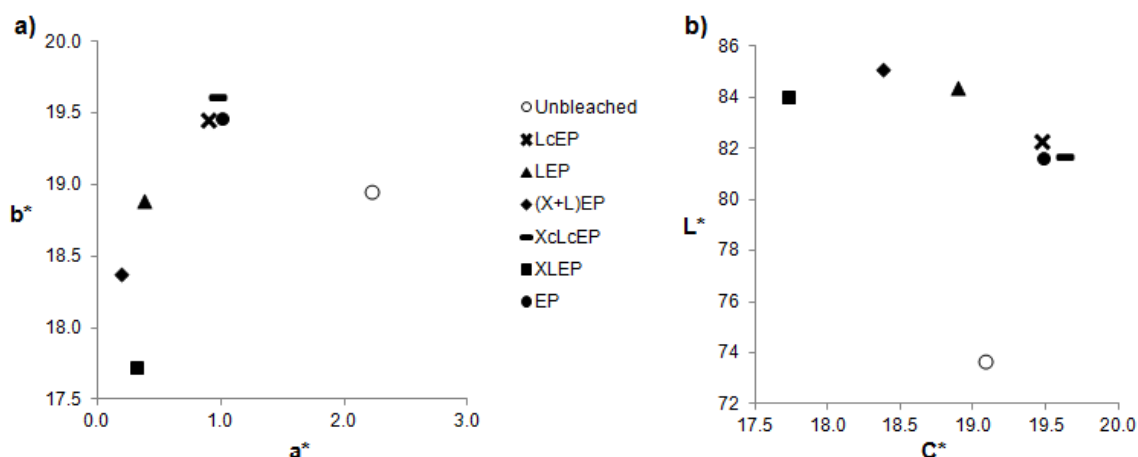 a)
20.0
19.5
19.0
b*
18.5
18.0
17.5
0.0 1.0 2.0 3.0
a*
Unbleached
LcEP
LEP
(X+L)EP
XcLcEP
XLEP
EP
b)
86
84
82
80
78
L*
76
74
72
17.5 18.0 18.5 19.0 19.5 20.0
C*